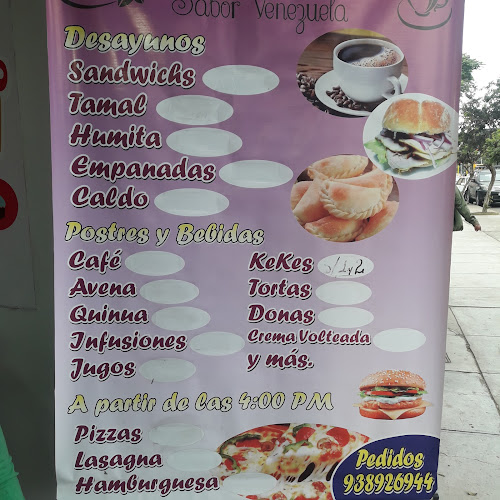 Sabor Venezuela
Desayunos
Sandwichs
Tamal
Humita
Empanadas
Caldo
Postres y Bebidas
Café
Avena
Quinua
Infusiones
Jugos
KeKes
Tortas
Donas
Crema Volteada
y más.
A partir de las 4:00 PM
Pizzas
Lasagna
Hamburguesa
Pedidos
938926944